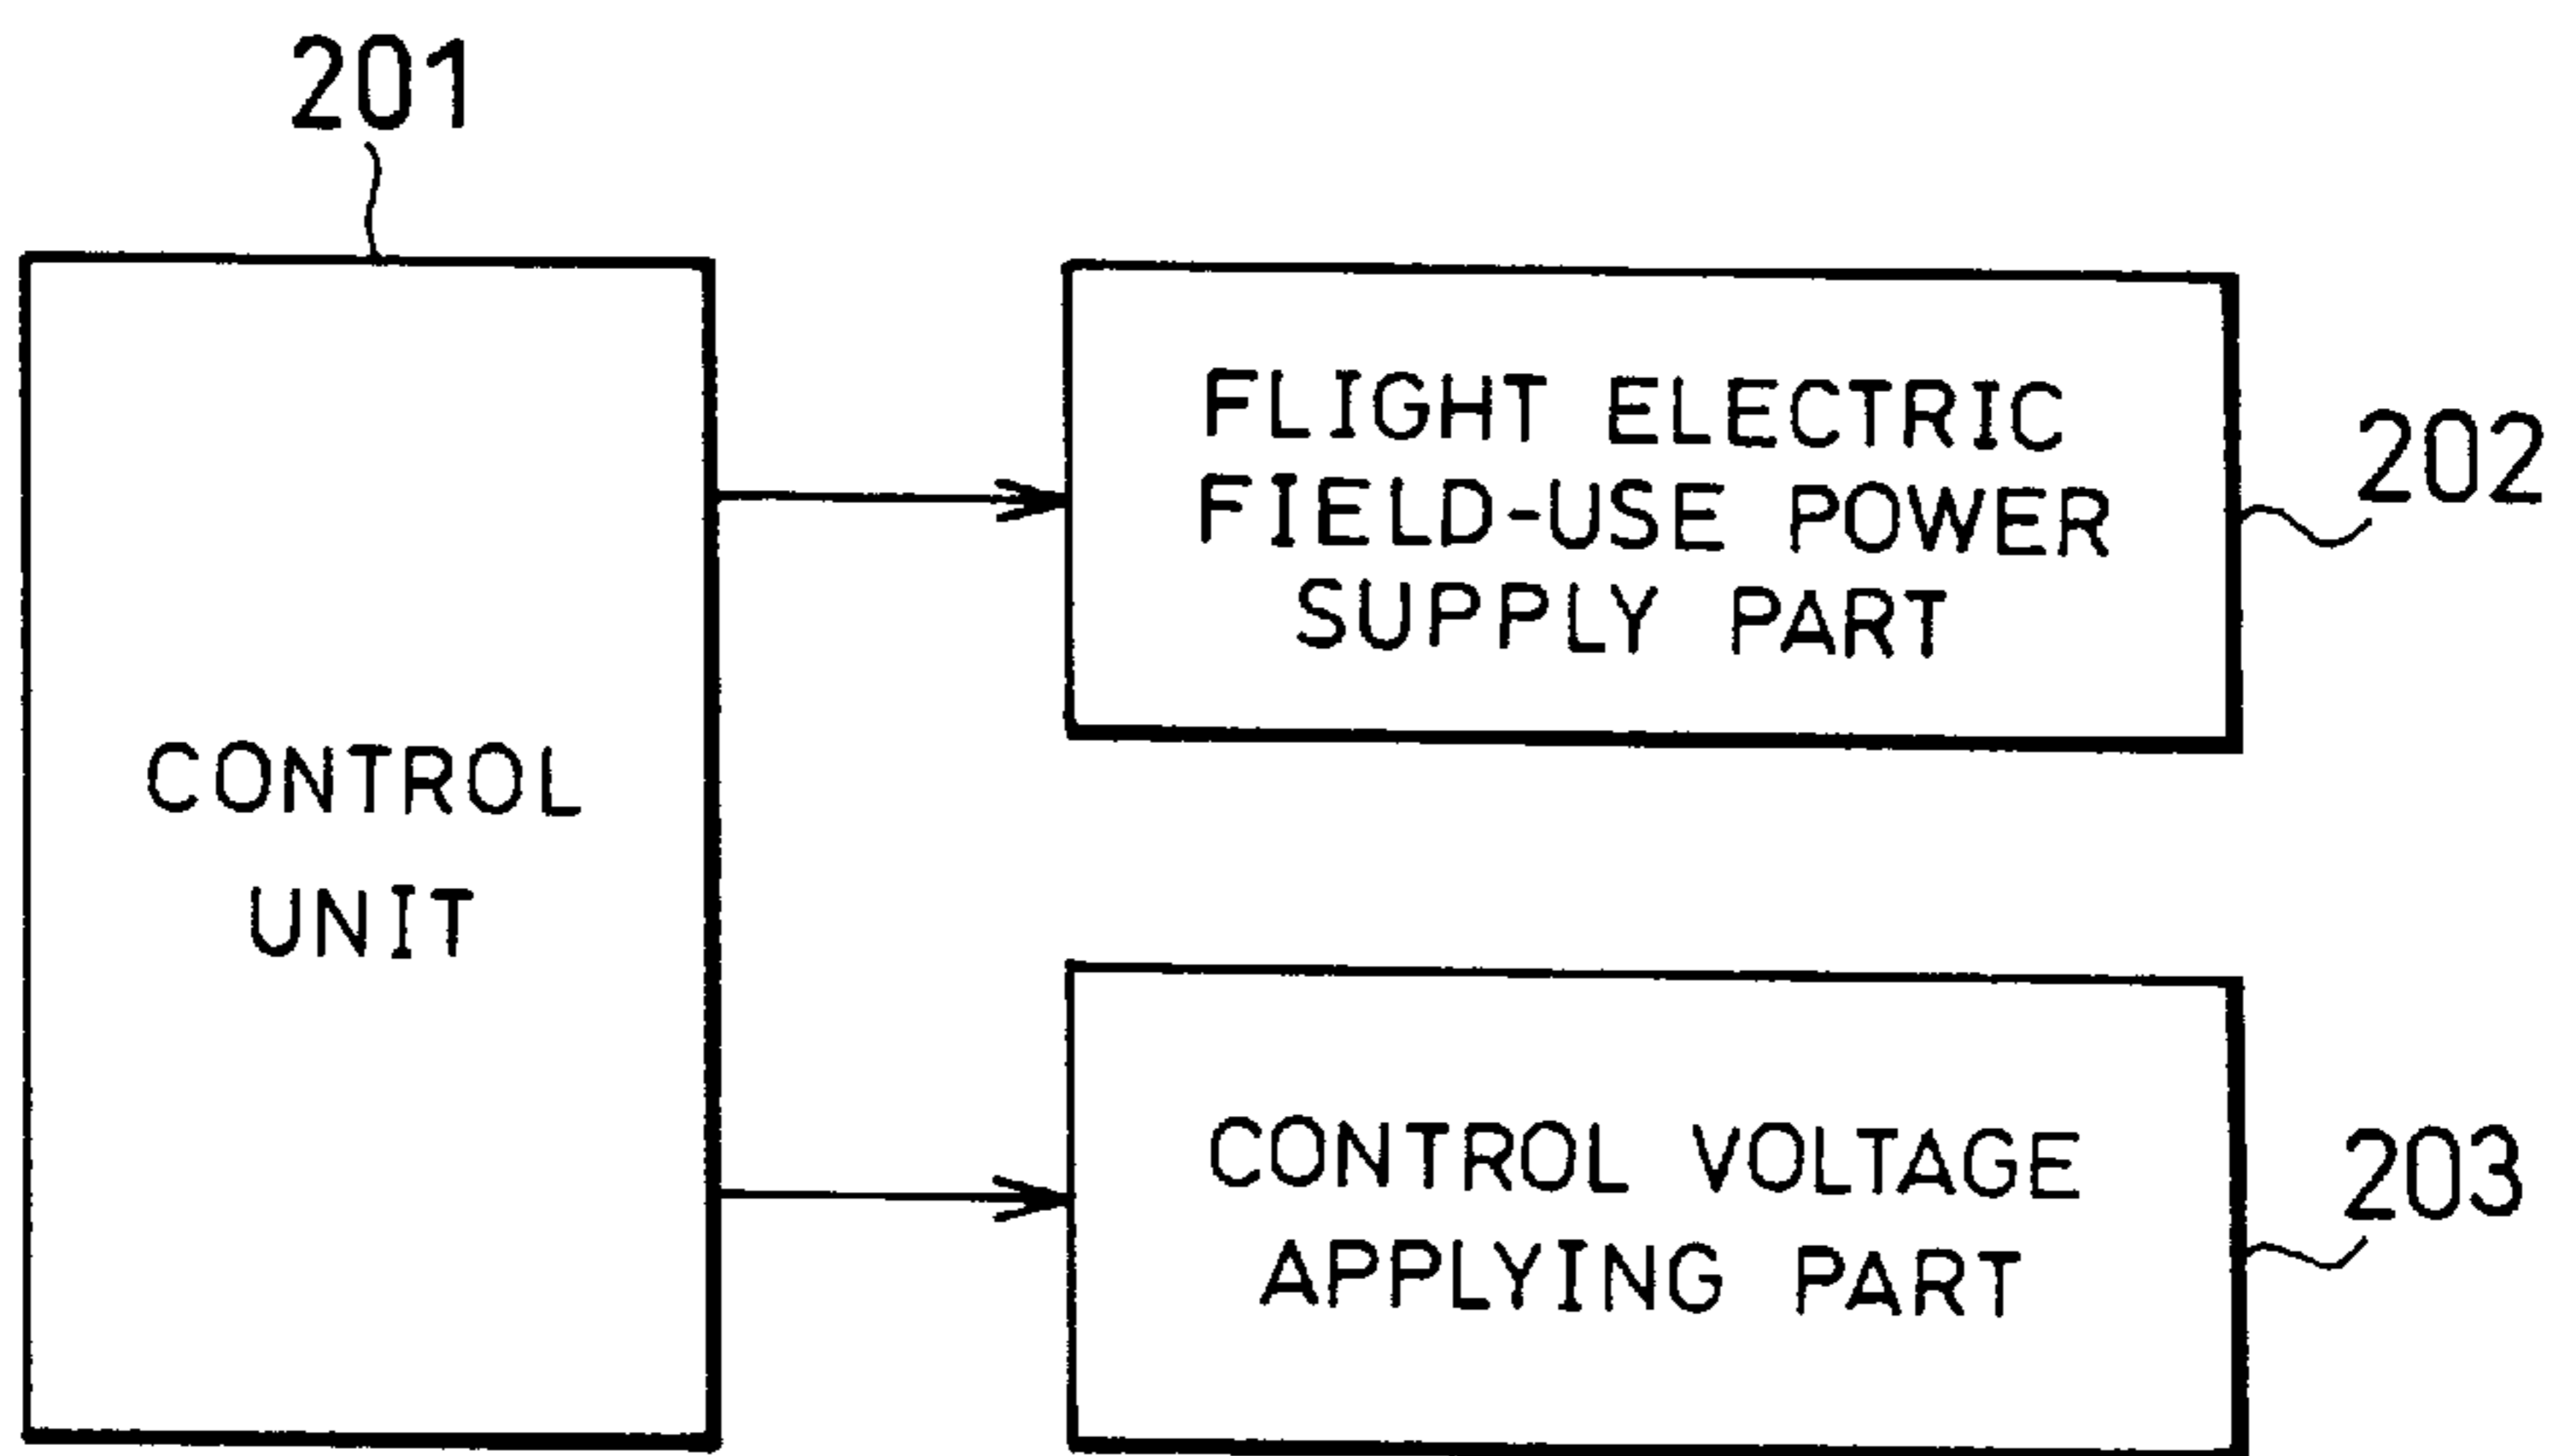 201
CONTROL
UNIT
FLIGHT ELECTRIC
FIELD-USE POWER
SUPPLY PART
202
CONTROL VOLTAGE
APPLYING PART
203